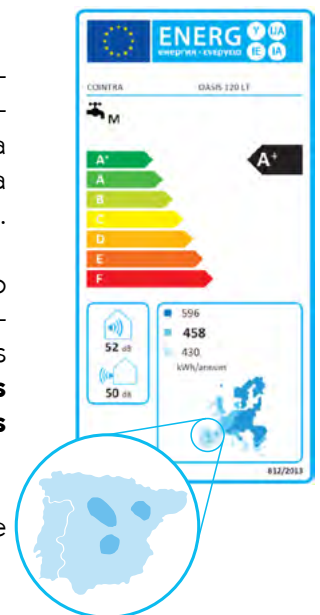 –
–
a
a
.
o
–
s
s
s
e
ENERG Y UA
енергия · ενεργεια IE IA
COINTRA OASIS 120 LT
M
A+
A+
A
B
C
D
E
F
52 dB
50 dB
596
458
430
kWh/annum
812/2013